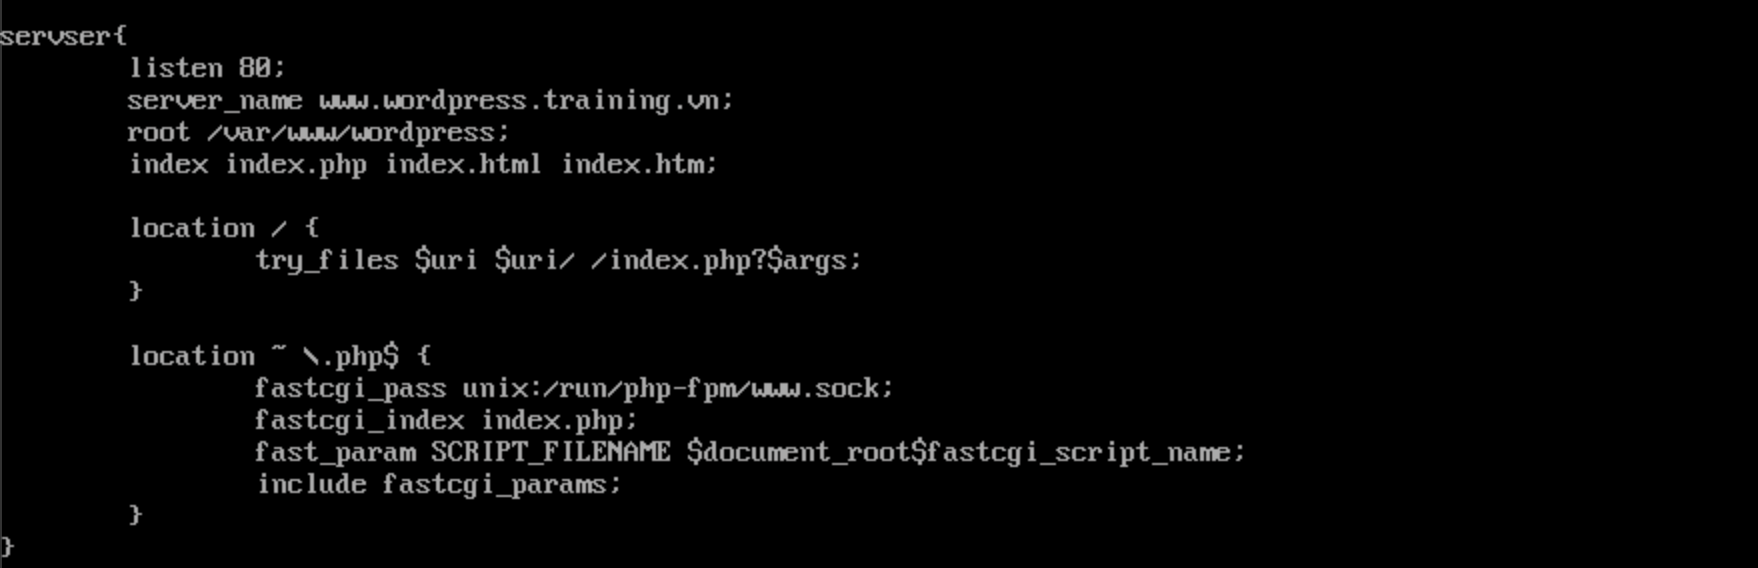 servser{
listen 80;
server_name www.wordpress.training.vn;
root /var/www/wordpress;
index index.php index.html index.htm;
location / {
try_files $uri $uri/ /index.php?$args;
}
location ~ \.php$ {
fastcgi_pass unix:/run/php-fpm/www.sock;
fastcgi_index index.php;
fast_param SCRIPT_FILENAME $document_root$fastcgi_script_name;
include fastcgi_params;
}
}